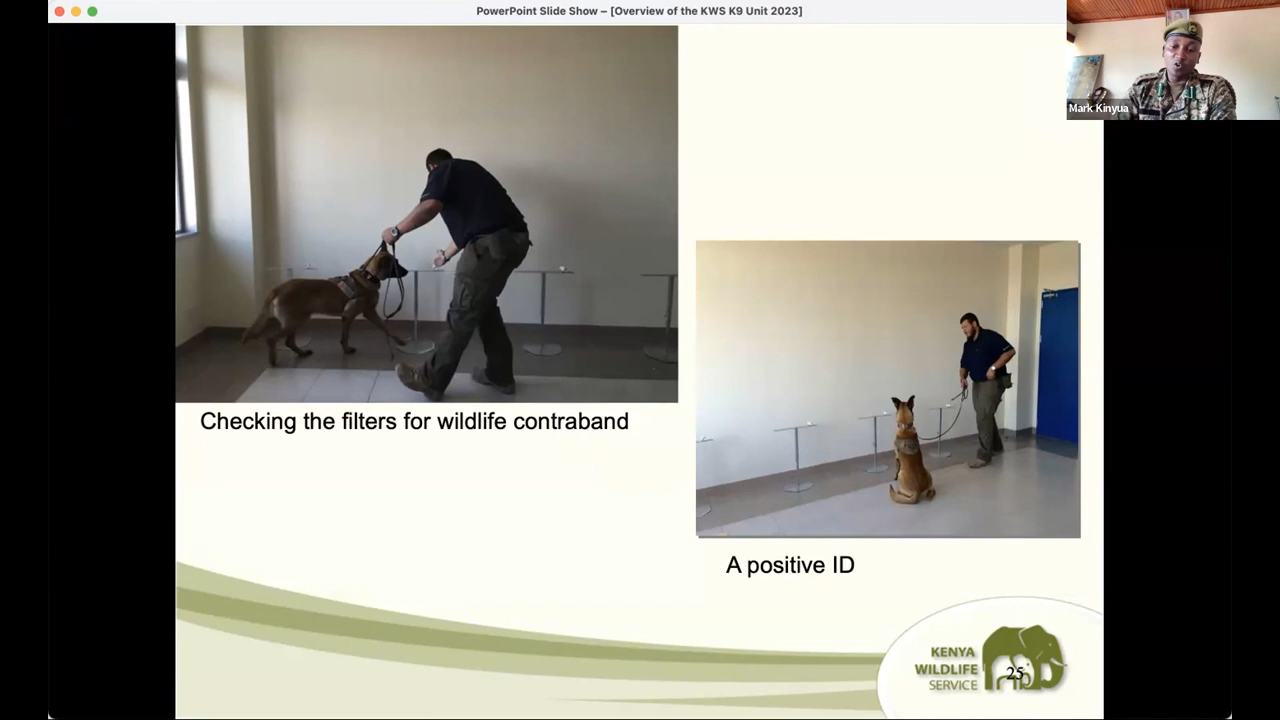 PowerPoint Slide Show – [Overview of the KWS K9 Unit 2023]
Mark Kinyua
Checking the filters for wildlife contraband
A positive ID
KENYA
WILDLIFE
SERVICE
25